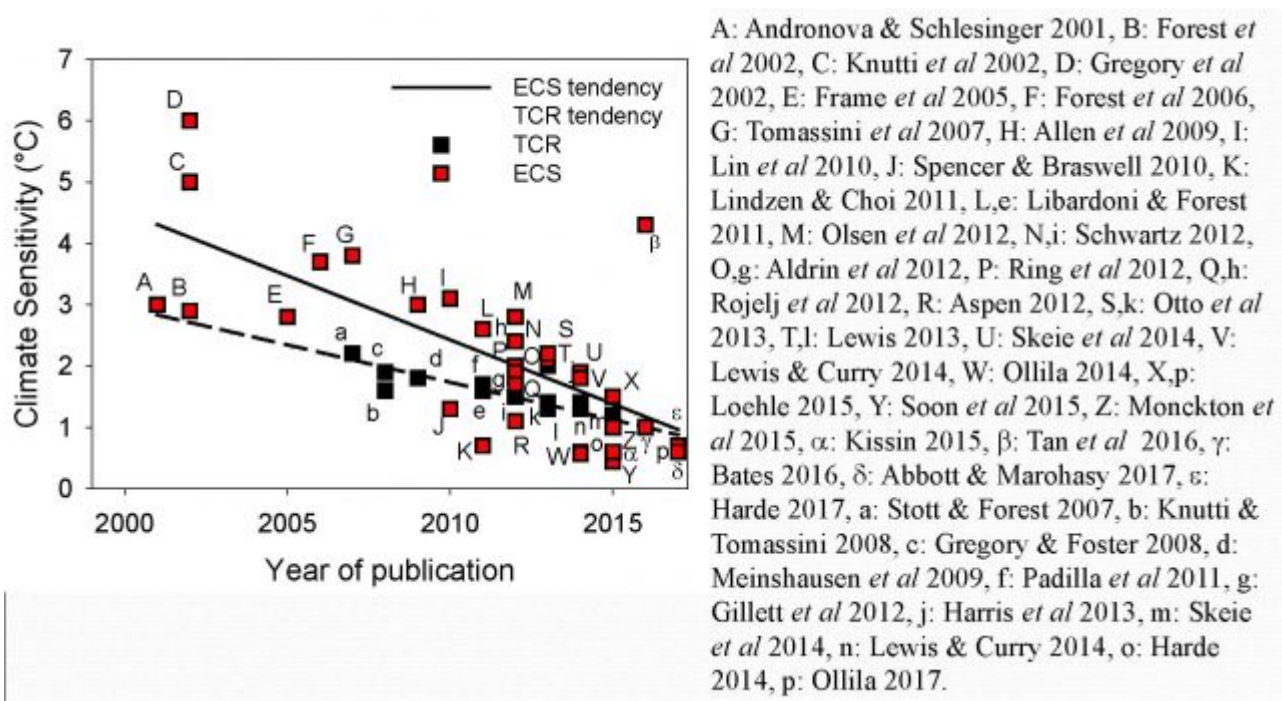 7
6
5
4
3
2
1
0
Climate Sensitivity (°C)
2000
2005
2010
2015
Year of publication
ECS tendency
TCR tendency
TCR
ECS
D
C
A
B
E
F
G
H
I
a
c
b
d
L
M
h
N
S
P
O
T
U
f
g
Q
V
X
J
e
i
k
n
m
K
R
l
W
o
Z
α
Y
γ
p
ε
δ
β
A: Andronova & Schlesinger 2001, B: Forest et
al 2002, C: Knutti et al 2002, D: Gregory et al
2002, E: Frame et al 2005, F: Forest et al 2006,
G: Tomassini et al 2007, H: Allen et al 2009, I:
Lin et al 2010, J: Spencer & Braswell 2010, K:
Lindzen & Choi 2011, L,e: Libardoni & Forest
2011, M: Olsen et al 2012, N,i: Schwartz 2012,
O,g: Aldrin et al 2012, P: Ring et al 2012, Q,h:
Rojelj et al 2012, R: Aspen 2012, S,k: Otto et al
2013, T,l: Lewis 2013, U: Skeie et al 2014, V:
Lewis & Curry 2014, W: Ollila 2014, X,p:
Loehle 2015, Y: Soon et al 2015, Z: Monckton et
al 2015, α: Kissin 2015, β: Tan et al 2016, γ:
Bates 2016, δ: Abbott & Marohasy 2017, ε:
Harde 2017, a: Stott & Forest 2007, b: Knutti &
Tomassini 2008, c: Gregory & Foster 2008, d:
Meinshausen et al 2009, f: Padilla et al 2011, g:
Gillett et al 2012, j: Harris et al 2013, m: Skeie
et al 2014, n: Lewis & Curry 2014, o: Harde
2014, p: Ollila 2017.